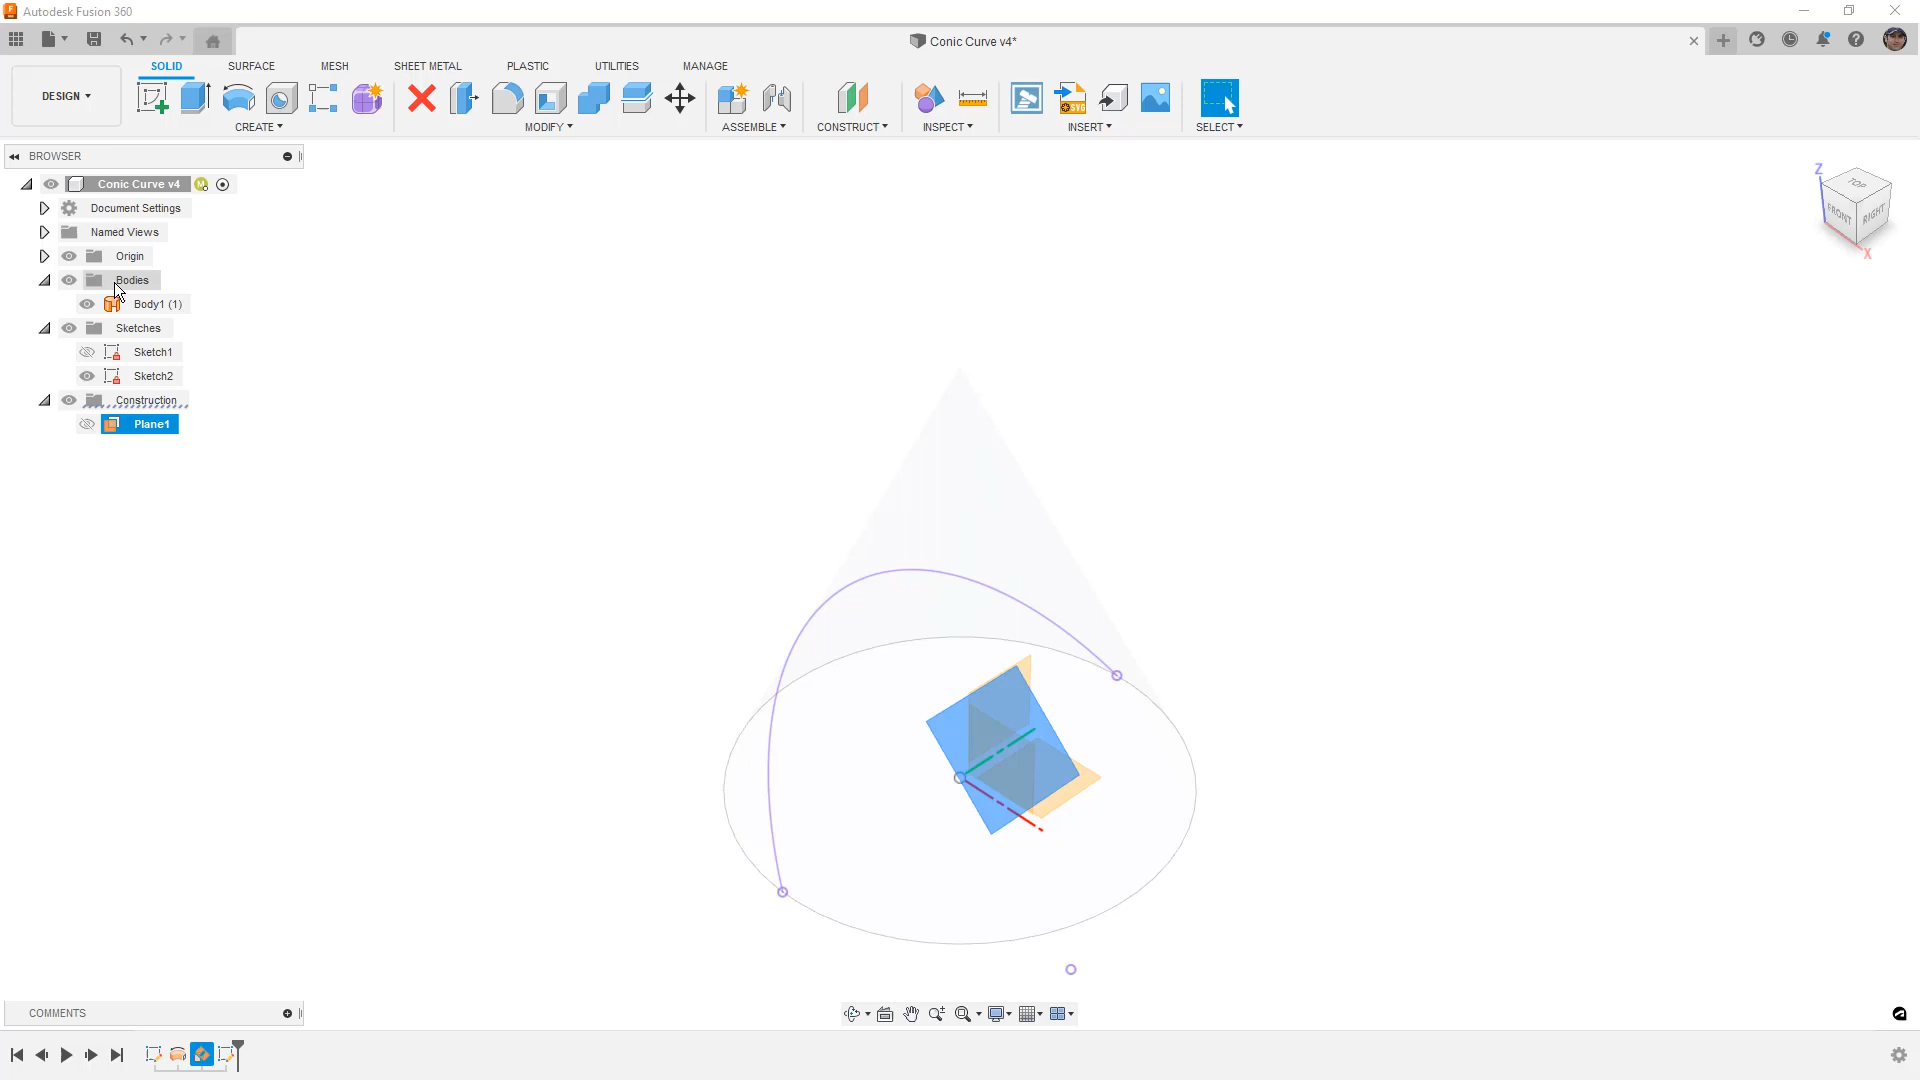 Autodesk Fusion 360
Conic Curve v4*
DESIGN
SOLID
SURFACE
MESH
SHEET METAL
PLASTIC
UTILITIES
MANAGE
CREATE
MODIFY
ASSEMBLE
CONSTRUCT
INSPECT
INSERT
SELECT
SVG
BROWSER
Conic Curve v4
Document Settings
Named Views
Origin
Bodies
Body1 (1)
Sketches
Sketch1
Sketch2
Construction
Plane1
Z
TOP
FRONT
RIGHT
X
COMMENTS